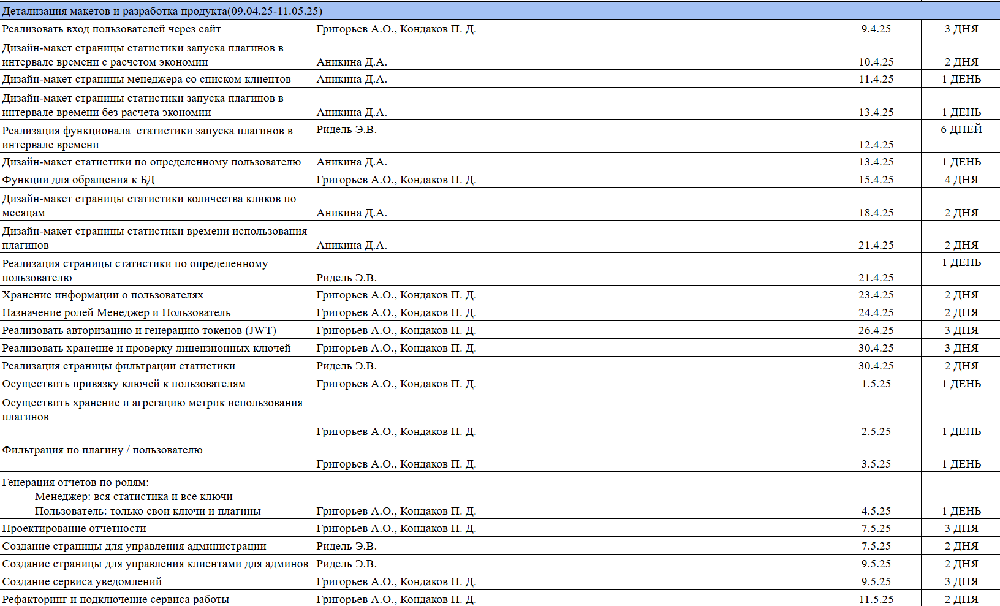 Детализация макетов и разработка продукта(09.04.25-11.05.25)
Реализовать вход пользователей через сайт Григорьев А.О., Кондаков П. Д. 9.4.25 3 ДНЯ
Дизайн-макет страницы статистики запуска плагинов в
интервале времени с расчетом экономии Аникина Д.А. 10.4.25 2 ДНЯ
Дизайн-макет страницы менеджера со списком клиентов Аникина Д.А. 11.4.25 1 ДЕНЬ
Дизайн-макет страницы статистики запуска плагинов в
интервале времени без расчета экономии Аникина Д.А. 13.4.25 1 ДЕНЬ
Реализация функционала  статистики запуска плагинов в Ридель Э.В. 6 ДНЕЙ
интервале времени 12.4.25
Дизайн-макет статистики по определенному пользователю Аникина Д.А. 13.4.25 1 ДЕНЬ
Функции для обращения к БД Григорьев А.О., Кондаков П. Д. 15.4.25 4 ДНЯ
Дизайн-макет страницы статистики количества кликов по
месяцам Аникина Д.А. 18.4.25 2 ДНЯ
Дизайн-макет страницы статистики времени использования
плагинов Аникина Д.А. 21.4.25 2 ДНЯ
Реализация страницы статистики по определенному 1 ДЕНЬ
пользователю Ридель Э.В. 21.4.25
Хранение информации о пользователях Григорьев А.О., Кондаков П. Д. 23.4.25 2 ДНЯ
Назначение ролей Менеджер и Пользователь Григорьев А.О., Кондаков П. Д. 24.4.25 2 ДНЯ
Реализовать авторизацию и генерацию токенов (JWT) Григорьев А.О., Кондаков П. Д. 26.4.25 3 ДНЯ
Реализовать хранение и проверку лицензионных ключей Григорьев А.О., Кондаков П. Д. 30.4.25 3 ДНЯ
Реализация страницы фильтрации статистики Ридель Э.В. 30.4.25 2 ДНЯ
Осуществить привязку ключей к пользователям Григорьев А.О., Кондаков П. Д. 1.5.25 1 ДЕНЬ
Осуществить хранение и агрегацию метрик использования
плагинов
Григорьев А.О., Кондаков П. Д. 2.5.25 1 ДЕНЬ
Фильтрация по плагину / пользователю
Григорьев А.О., Кондаков П. Д. 3.5.25 1 ДЕНЬ
Генерация отчетов по ролям:
Менеджер: вся статистика и все ключи
Пользователь: только свои ключи и плагины Григорьев А.О., Кондаков П. Д. 4.5.25 1 ДЕНЬ
Проектирование отчетности Григорьев А.О., Кондаков П. Д. 7.5.25 3 ДНЯ
Создание страницы для управления администрации Ридель Э.В. 7.5.25 2 ДНЯ
Создание страницы для управления клиентами для админов Ридель Э.В. 9.5.25 2 ДНЯ
Создание сервиса уведомлений Григорьев А.О., Кондаков П. Д. 9.5.25 3 ДНЯ
Рефакторинг и подключение сервиса работы Григорьев А.О., Кондаков П. Д. 11.5.25 2 ДНЯ